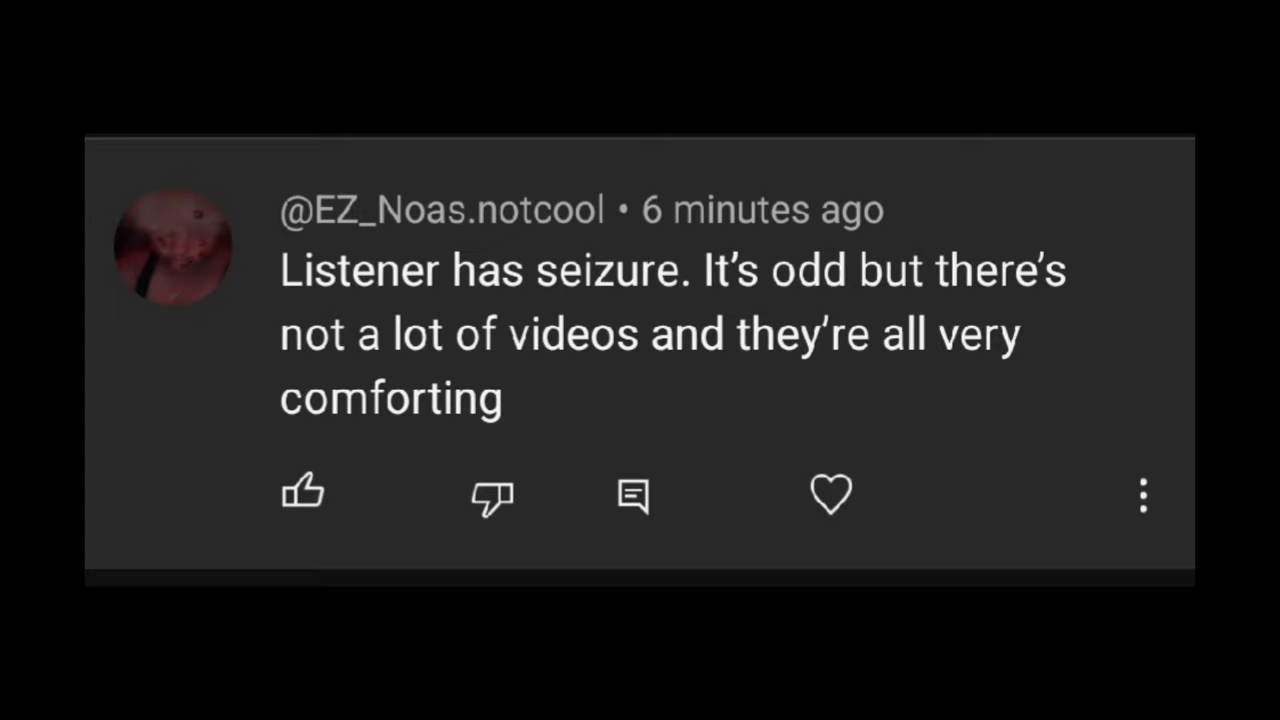 @EZ_Noas.notcool • 6 minutes ago
Listener has seizure. It’s odd but there’s
not a lot of videos and they’re all very
comforting